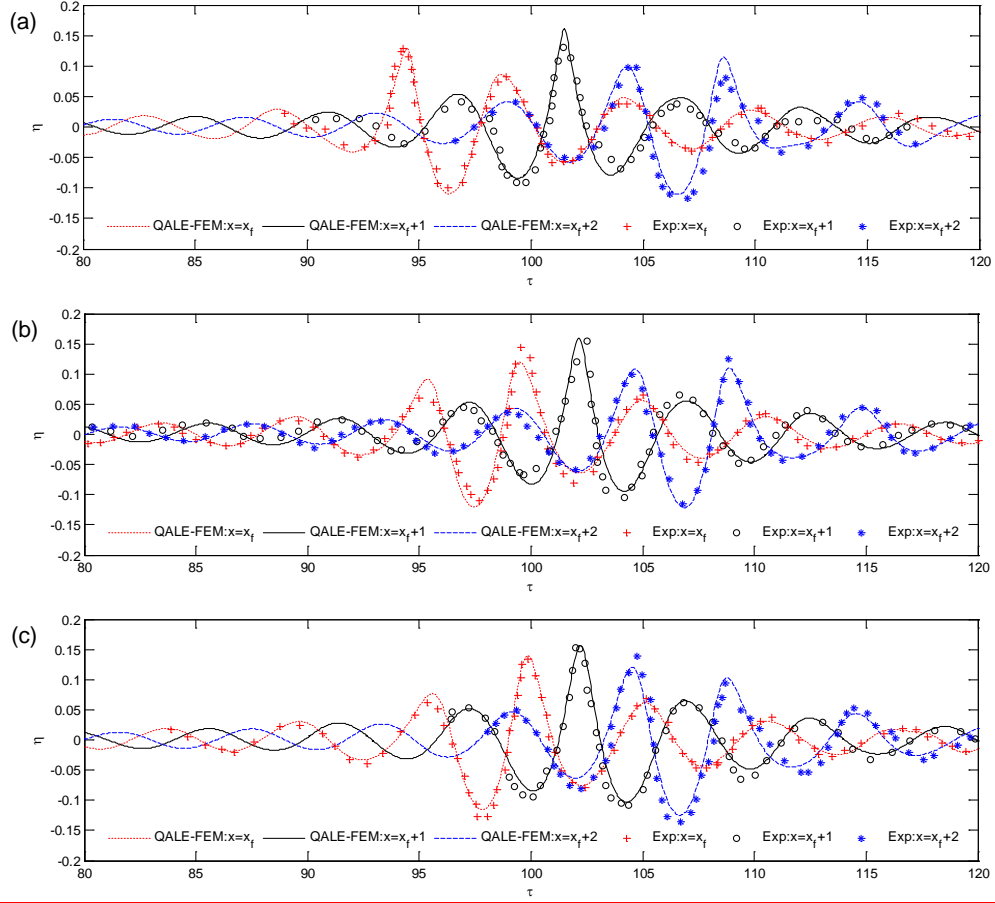 (a)
0.2
0.15
0.1
0.05
0
-0.05
-0.1
-0.15
-0.2
η
QALE-FEM:x=x_f QALE-FEM:x=x_f+1 QALE-FEM:x=x_f+2 Exp:x=x_f Exp:x=x_f+1 Exp:x=x_f+2
80 85 90 95 100 105 110 115 120
τ
(b)
0.2
0.15
0.1
0.05
0
-0.05
-0.1
-0.15
-0.2
η
QALE-FEM:x=x_f QALE-FEM:x=x_f+1 QALE-FEM:x=x_f+2 Exp:x=x_f Exp:x=x_f+1 Exp:x=x_f+2
80 85 90 95 100 105 110 115 120
τ
(c)
0.2
0.15
0.1
0.05
0
-0.05
-0.1
-0.15
-0.2
η
QALE-FEM:x=x_f QALE-FEM:x=x_f+1 QALE-FEM:x=x_f+2 Exp:x=x_f Exp:x=x_f+1 Exp:x=x_f+2
80 85 90 95 100 105 110 115 120
τ